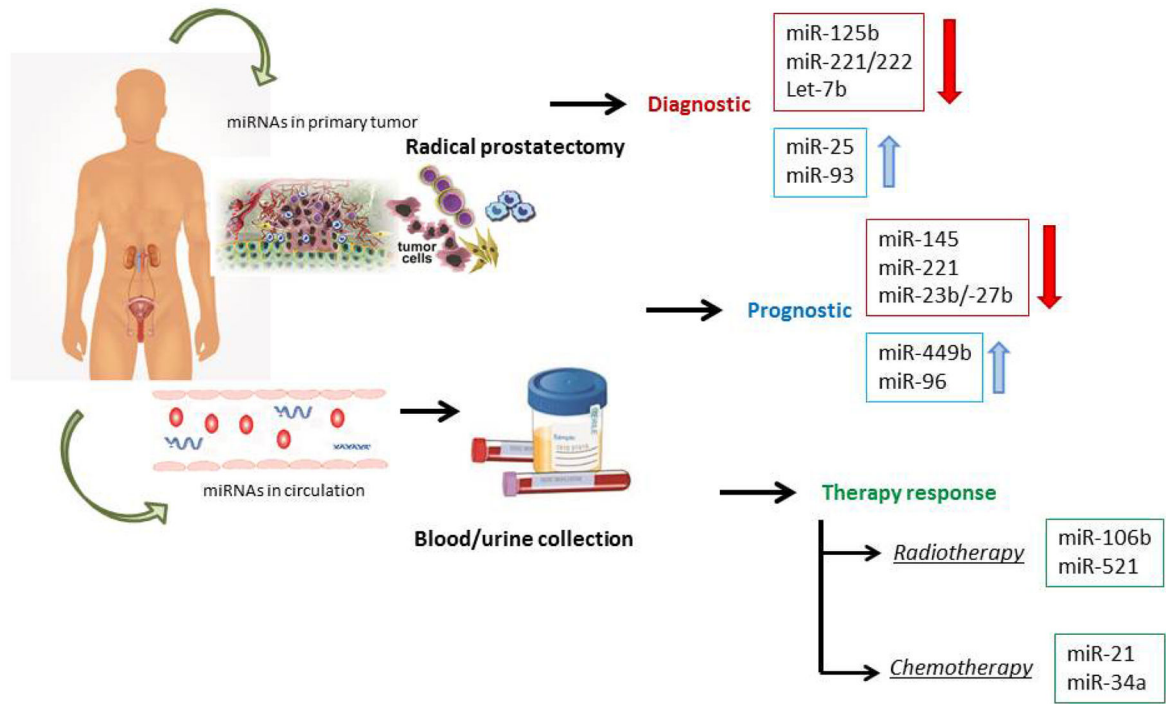 miRNAs in primary tumor
Radical prostatectomy
tumor
cells
Diagnostic
miR-125b
miR-221/222
Let-7b
miR-25
miR-93
Prognostic
miR-145
miR-221
miR-23b/-27b
miR-449b
miR-96
miRNAs in circulation
Sample
Blood/urine collection
Therapy response
Radiotherapy
miR-106b
miR-521
Chemotherapy
miR-21
miR-34a